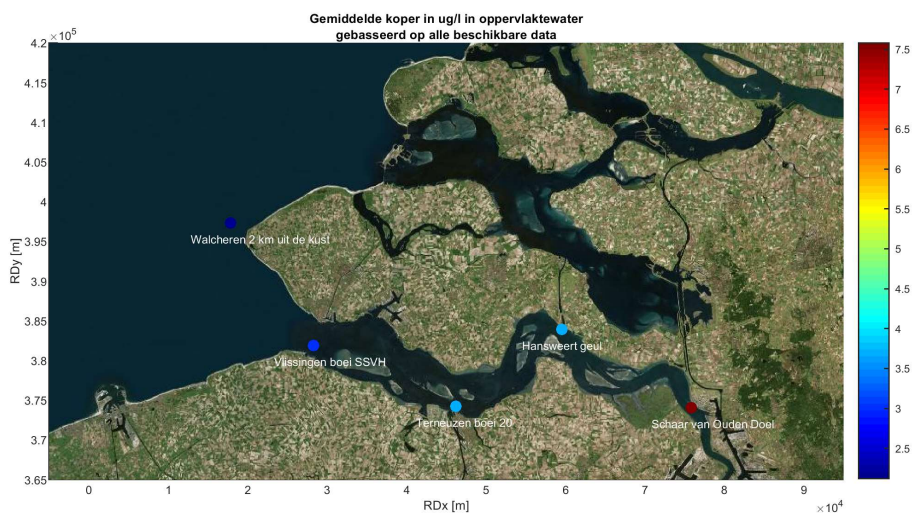 Gemiddelde koper in ug/l in oppervlaktewater
gebasseerd op alle beschikbare data
×10⁵
4.2
4.15
4.1
4.05
4
3.95
3.9
3.85
3.8
3.75
3.7
3.65
RDy [m]
Walcheren 2 km uit de kust
Vlissingen boei SSVH
Hansweert geul
Terneuzen boei 20
Schaar van Ouden Doel
0 1 2 3 4 5 6 7 8 9
RDx [m]
×10⁴
7.5
7
6.5
6
5.5
5
4.5
4
3.5
3
2.5